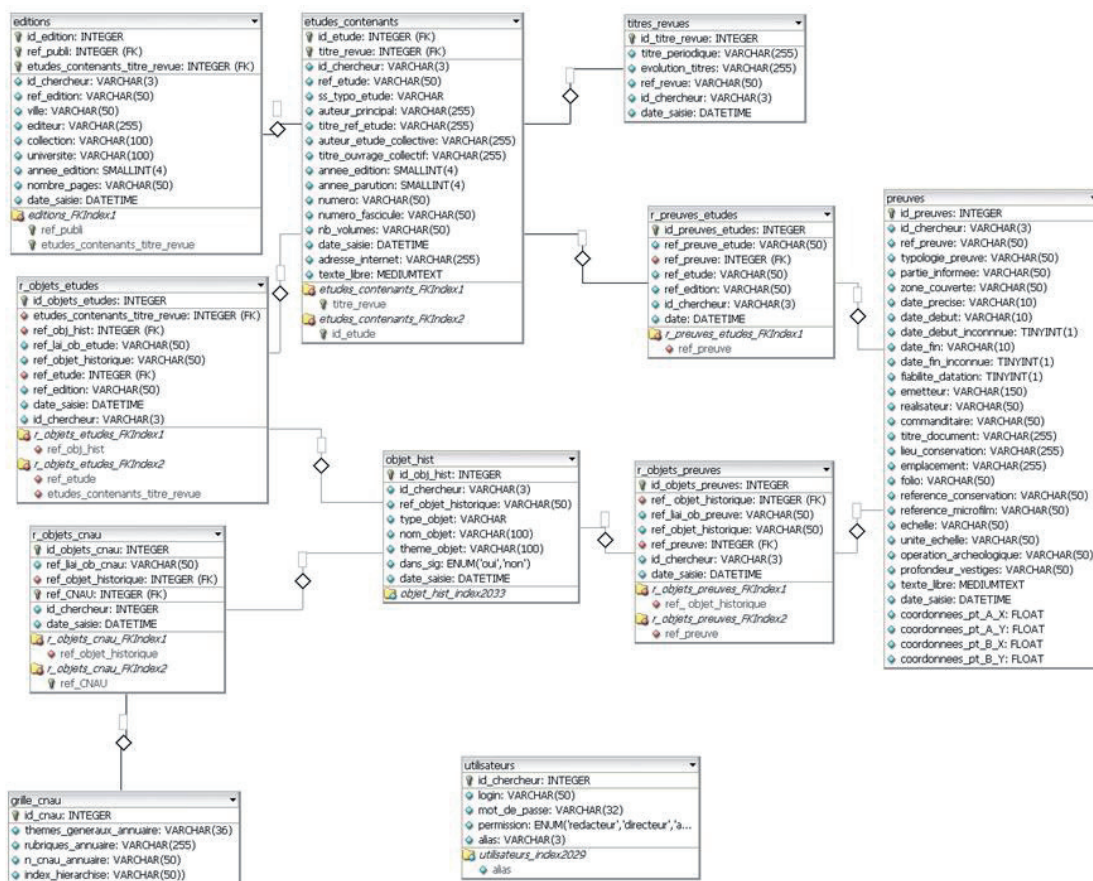 editions
id_edition: INTEGER
ref_publi: INTEGER (FK)
etudes_contenants_titre_revue: INTEGER (FK)
id_chercheur: VARCHAR(3)
ref_edition: VARCHAR(50)
ville: VARCHAR(50)
editeur: VARCHAR(255)
collection: VARCHAR(100)
universite: VARCHAR(100)
annee_edition: SMALLINT(4)
nombre_pages: VARCHAR(50)
date_saisie: DATETIME
editions_FKIndex1
ref_publi
etudes_contenants_titre_revue
etudes_contenants
id_etude: INTEGER (FK)
titre_revue: INTEGER (FK)
id_chercheur: VARCHAR(3)
ref_etude: VARCHAR(50)
ss_typo_etude: VARCHAR
auteur_principal: VARCHAR(255)
titre_ref_etude: VARCHAR(255)
auteur_etude_collective: VARCHAR(255)
titre_ouvrage_collectif: VARCHAR(255)
annee_edition: SMALLINT(4)
annee_parution: SMALLINT(4)
numero: VARCHAR(50)
numero_fascicule: VARCHAR(50)
nb_volumes: VARCHAR(50)
date_saisie: DATETIME
adresse_internet: VARCHAR(255)
texte_libre: MEDIUMTEXT
etudes_contenants_FKIndex1
titre_revue
etudes_contenants_FKIndex2
id_etude
titres_revues
id_titre_revue: INTEGER
titre_periodique: VARCHAR(255)
evolution_titres: VARCHAR(255)
ref_revue: VARCHAR(50)
id_chercheur: VARCHAR(3)
date_saisie: DATETIME
r_preuves_etudes
id_preuves_etudes: INTEGER
ref_preuve_etude: VARCHAR(50)
ref_preuve: INTEGER (FK)
ref_etude: VARCHAR(50)
ref_edition: VARCHAR(50)
id_chercheur: VARCHAR(3)
date: DATETIME
r_preuves_etudes_FKIndex1
ref_preuve
preuves
id_preuves: INTEGER
id_chercheur: VARCHAR(3)
ref_preuve: VARCHAR(50)
typologie_preuve: VARCHAR(50)
partie_informee: VARCHAR(50)
zone_couverte: VARCHAR(50)
date_precise: VARCHAR(10)
date_debut: VARCHAR(10)
date_debut_inconnnue: TINYINT(1)
date_fin: VARCHAR(10)
date_fin_inconnue: TINYINT(1)
fiabilite_datation: TINYINT(1)
emetteur: VARCHAR(150)
realisateur: VARCHAR(50)
commanditaire: VARCHAR(50)
titre_document: VARCHAR(255)
lieu_conservation: VARCHAR(255)
emplacement: VARCHAR(255)
folio: VARCHAR(50)
reference_conservation: VARCHAR(50)
reference_microfilm: VARCHAR(50)
echelle: VARCHAR(50)
unite_echelle: VARCHAR(50)
operation_archeologique: VARCHAR(50)
profondeur_vestiges: VARCHAR(50)
texte_libre: MEDIUMTEXT
date_saisie: DATETIME
coordonnees_pt_A_X: FLOAT
coordonnees_pt_A_Y: FLOAT
coordonnees_pt_B_X: FLOAT
coordonnees_pt_B_Y: FLOAT
r_objets_etudes
id_objets_etudes: INTEGER
etudes_contenants_titre_revue: INTEGER (FK)
ref_obj_hist: INTEGER (FK)
ref_lai_ob_etude: VARCHAR(50)
ref_objet_historique: VARCHAR(50)
ref_etude: INTEGER (FK)
ref_edition: VARCHAR(50)
date_saisie: DATETIME
id_chercheur: VARCHAR(3)
r_objets_etudes_FKIndex1
ref_obj_hist
r_objets_etudes_FKIndex2
ref_etude
etudes_contenants_titre_revue
objet_hist
id_obj_hist: INTEGER
id_chercheur: VARCHAR(3)
ref_objet_historique: VARCHAR(50)
type_objet: VARCHAR
nom_objet: VARCHAR(100)
theme_objet: VARCHAR(100)
dans_sig: ENUM('oui','non')
date_saisie: DATETIME
objet_hist_index2033
r_objets_preuves
id_objets_preuves: INTEGER
ref_ objet_historique: INTEGER (FK)
ref_liai_ob_preuve: VARCHAR(50)
ref_objet_historique: VARCHAR(50)
ref_preuve: INTEGER (FK)
id_chercheur: VARCHAR(3)
date_saisie: DATETIME
r_objets_preuves_FKIndex1
ref_ objet_historique
r_objets_preuves_FKIndex2
ref_preuve
r_objets_cnau
id_objets_cnau: INTEGER
ref_liai_ob_cnau: VARCHAR(50)
ref_objet_historique: INTEGER (FK)
ref_CNAU: INTEGER (FK)
id_chercheur: INTEGER
date_saisie: DATETIME
r_objets_cnau_FKIndex1
ref_objet_historique
r_objets_cnau_FKIndex2
ref_CNAU
grille_cnau
id_cnau: INTEGER
themes_generaux_annuaire: VARCHAR(36)
rubriques_annuaire: VARCHAR(255)
n_cnau_annuaire: VARCHAR(50)
index_hierarchise: VARCHAR(50))
utilisateurs
id_chercheur: INTEGER
login: VARCHAR(50)
mot_de_passe: VARCHAR(32)
permission: ENUM('redacteur','directeur','a...
alias: VARCHAR(3)
utilisateurs_index2029
alias